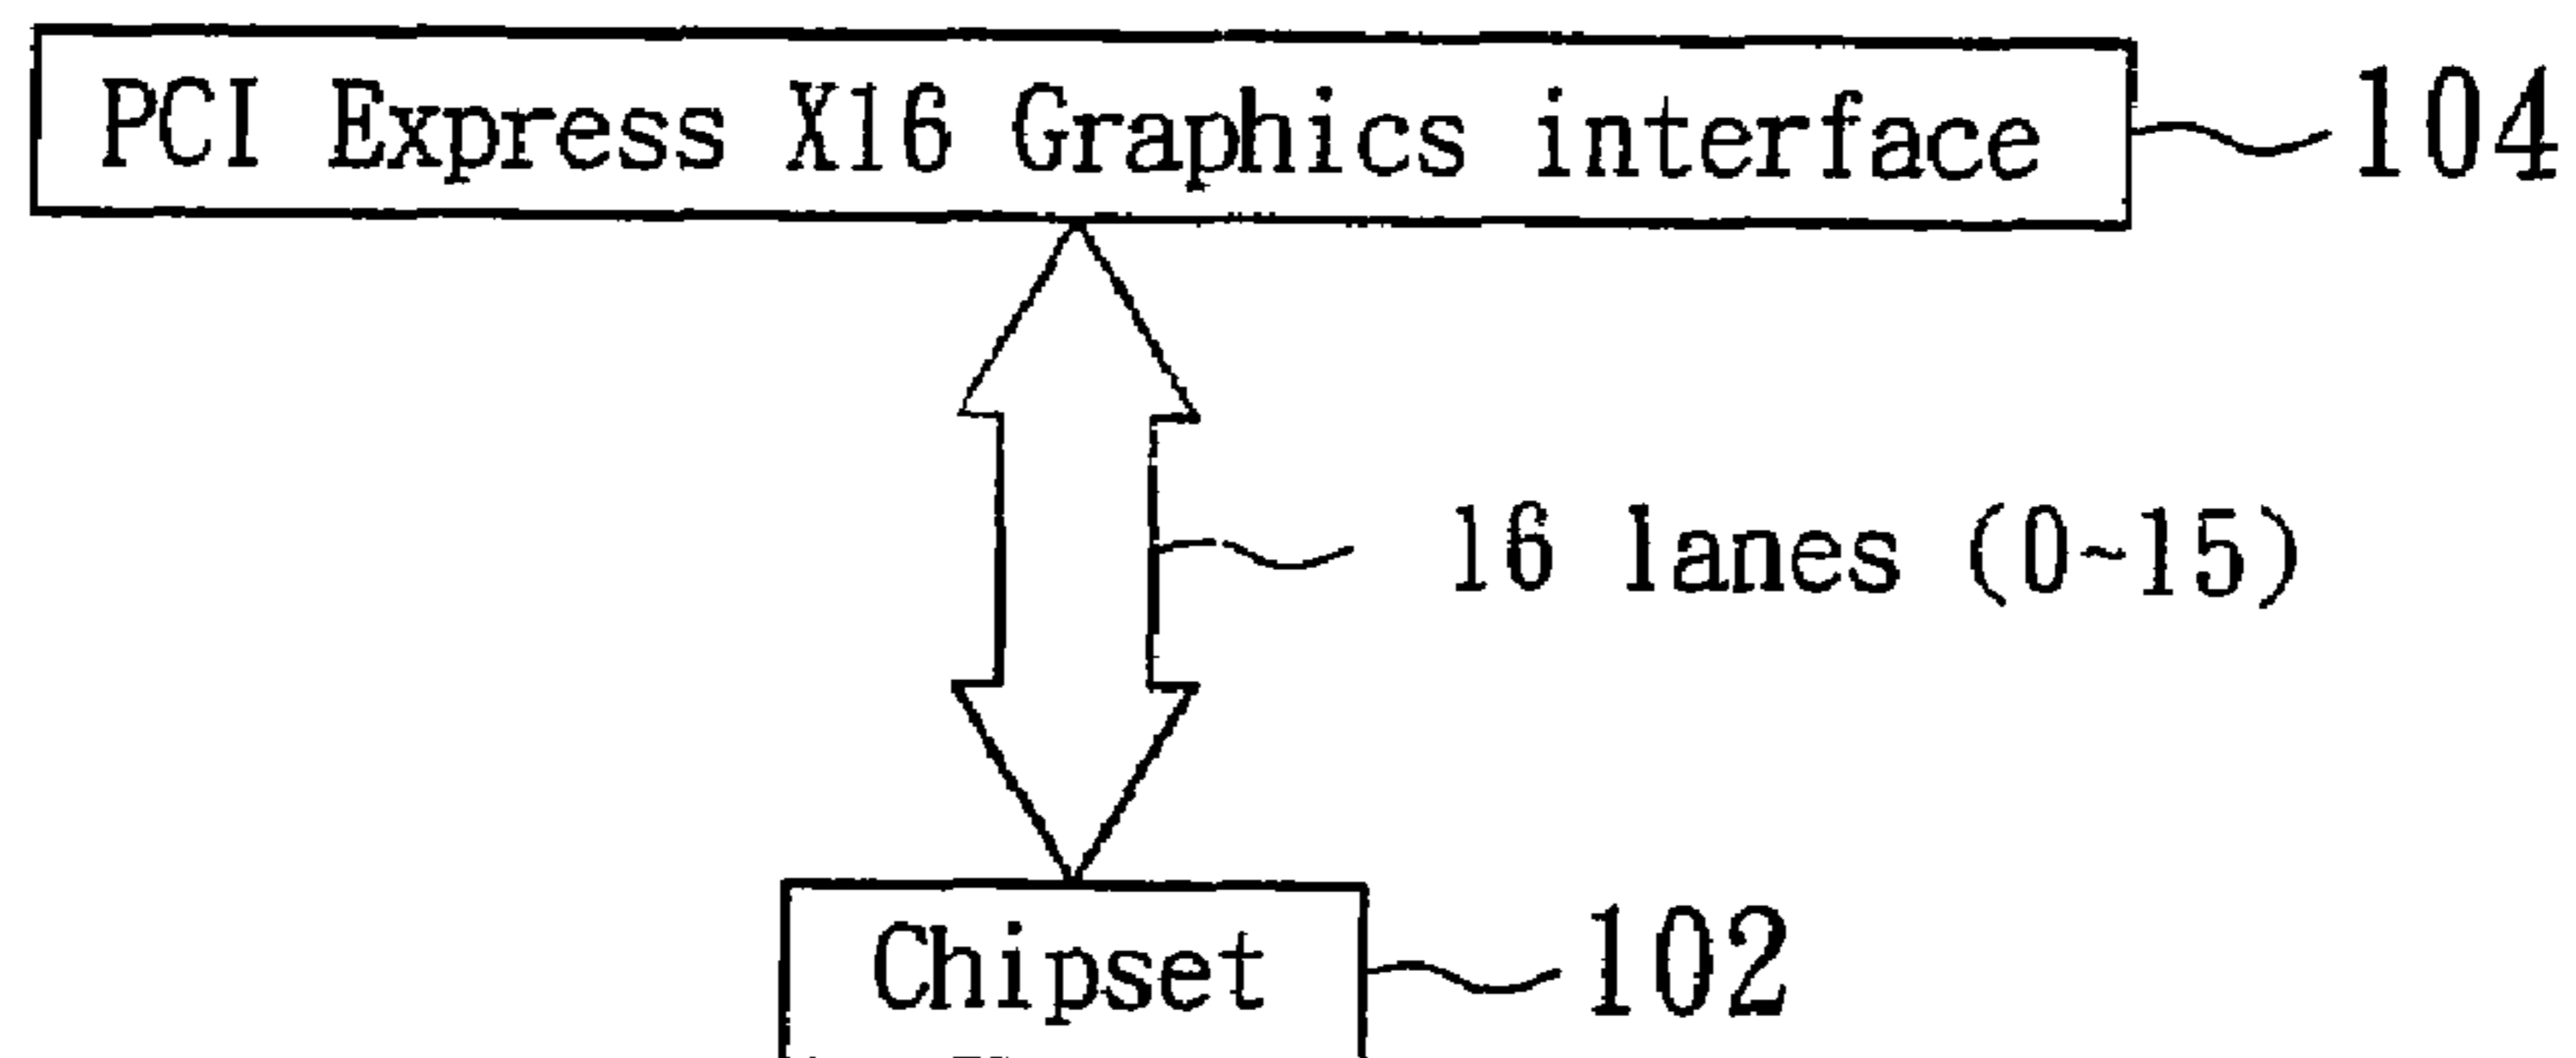 PCI Express X16 Graphics interface
104
16 lanes (0~15)
Chipset
102